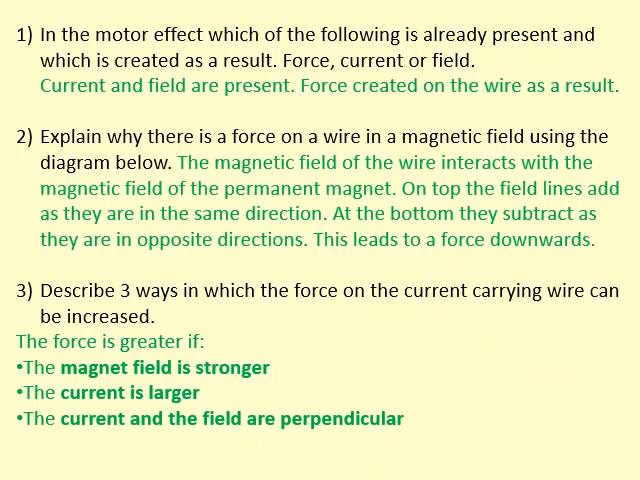 1) In the motor effect which of the following is already present and
which is created as a result. Force, current or field.
Current and field are present. Force created on the wire as a result.
2) Explain why there is a force on a wire in a magnetic field using the
diagram below. The magnetic field of the wire interacts with the
magnetic field of the permanent magnet. On top the field lines add
as they are in the same direction. At the bottom they subtract as
they are in opposite directions. This leads to a force downwards.
3) Describe 3 ways in which the force on the current carrying wire can
be increased.
The force is greater if:
•The magnet field is stronger
•The current is larger
•The current and the field are perpendicular